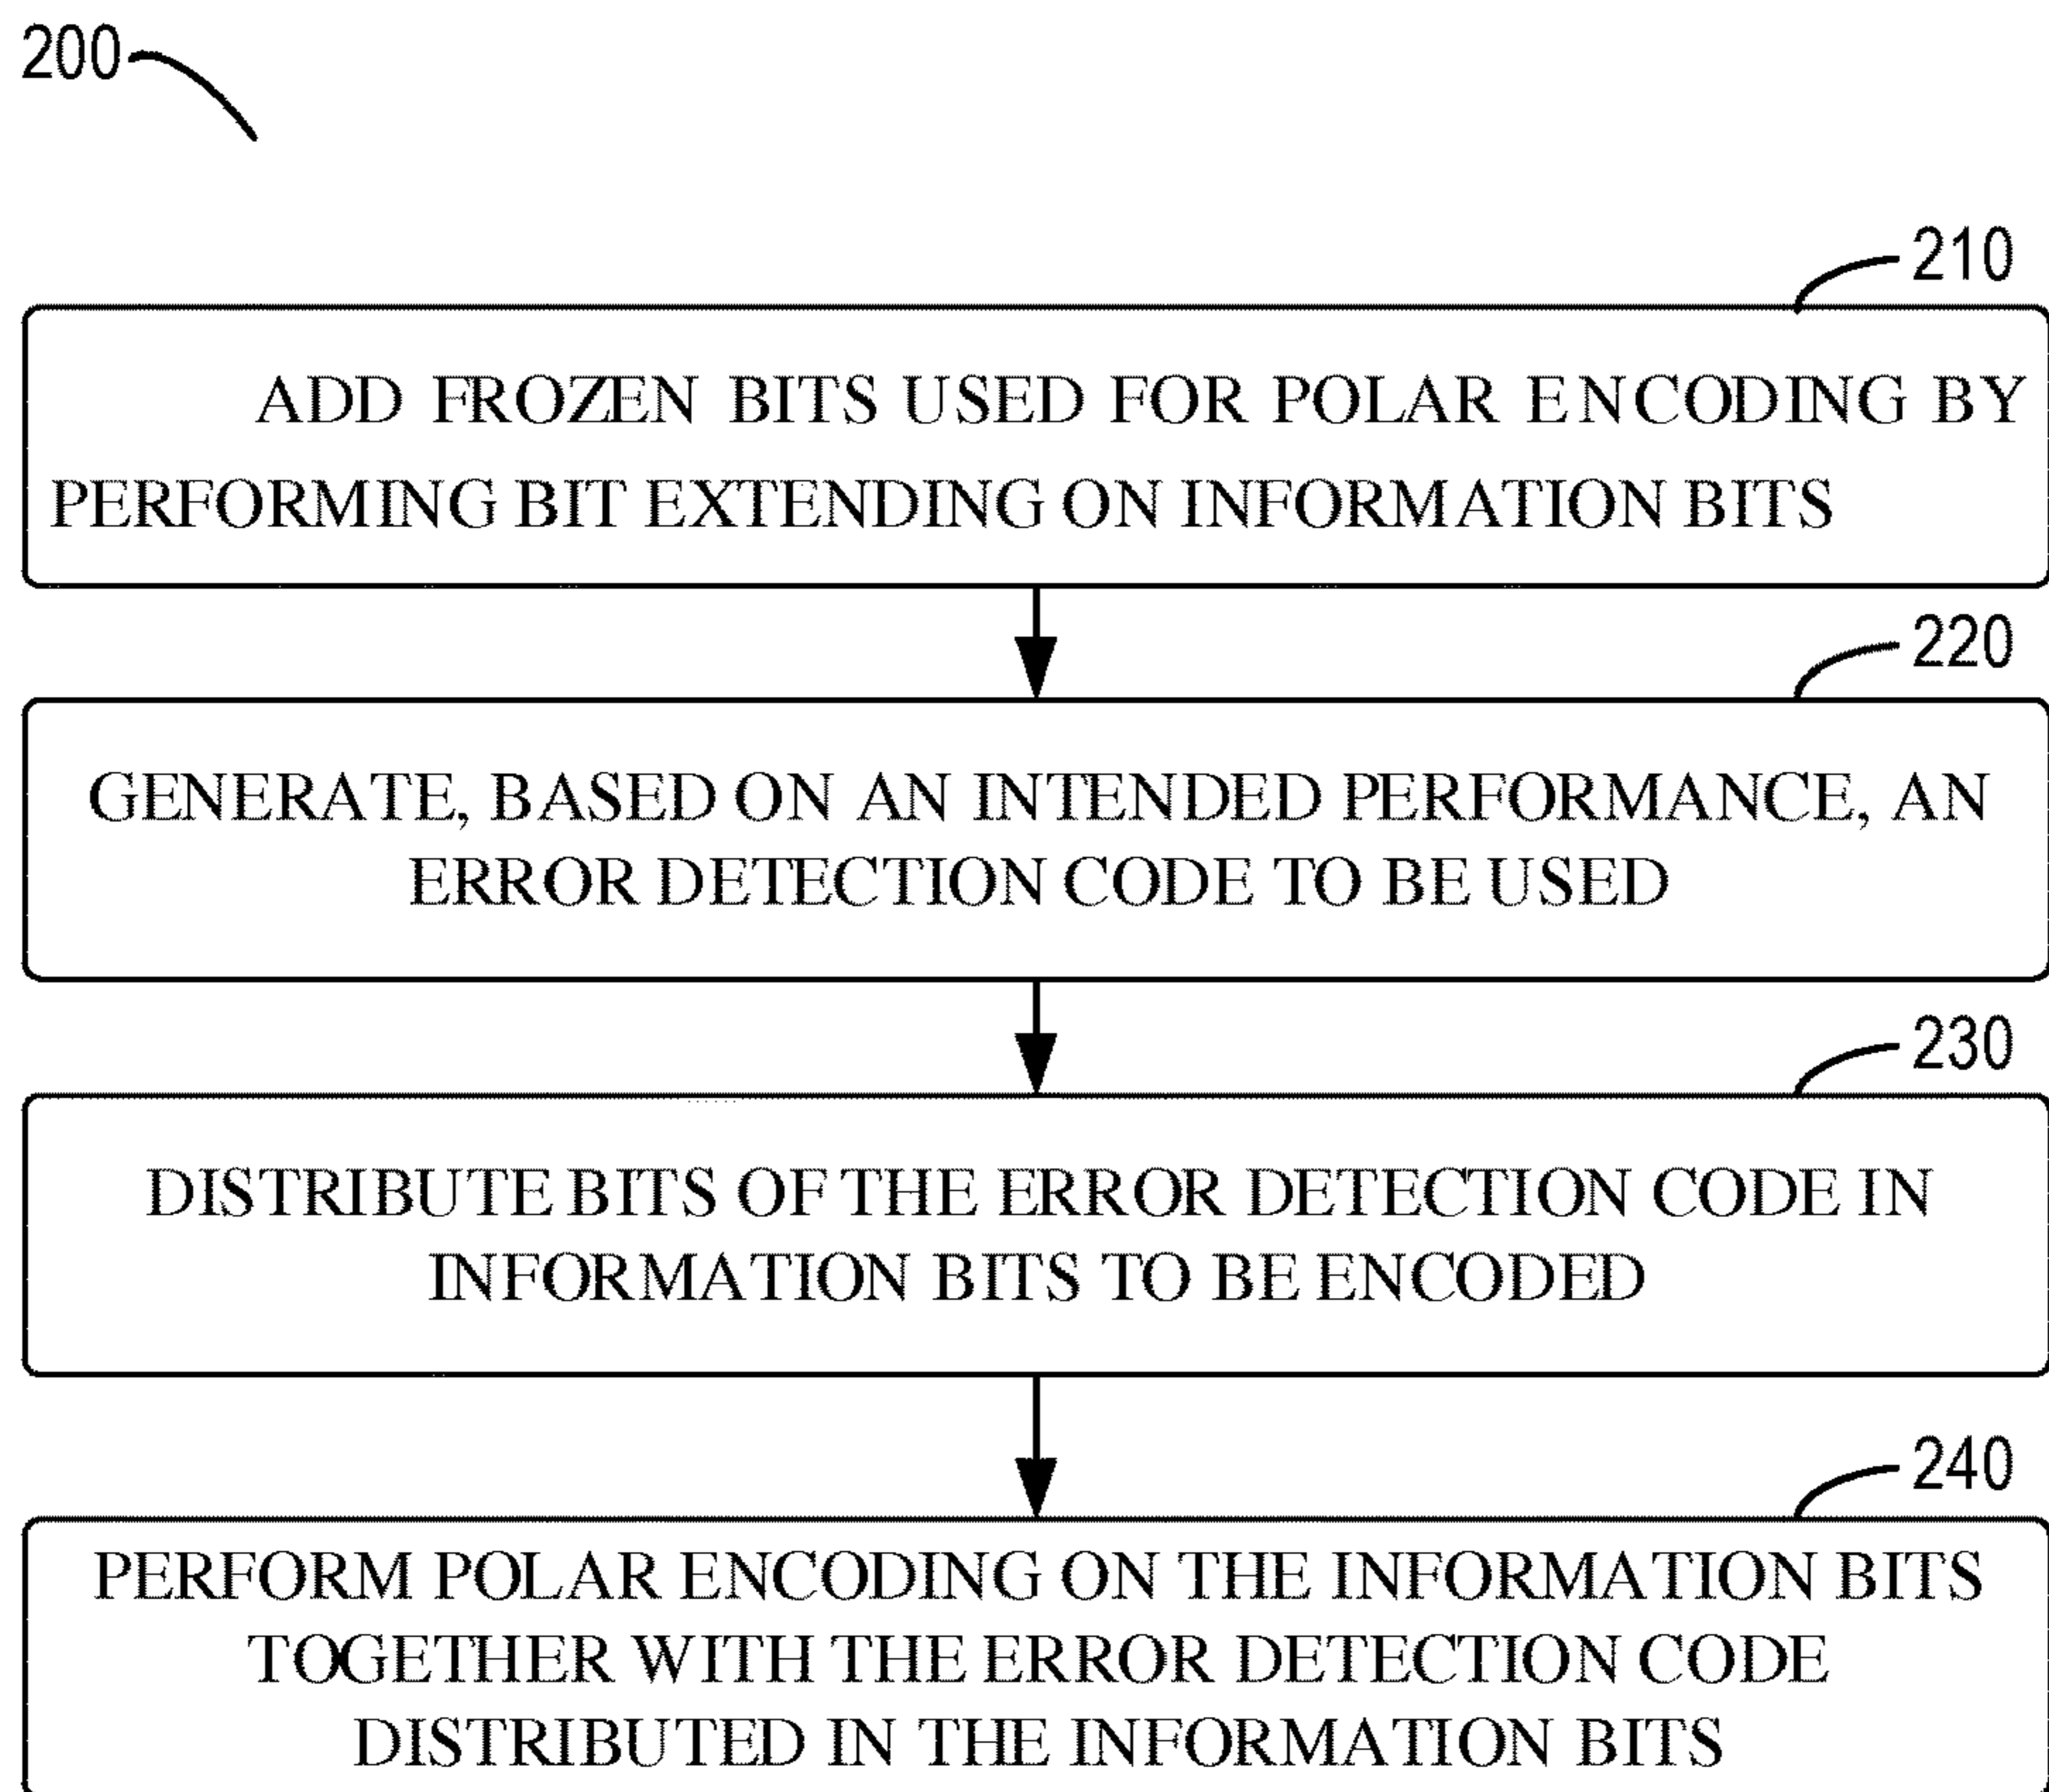 200
210
ADD FROZEN BITS USED FOR POLAR ENCODING BY
PERFORMING BIT EXTENDING ON INFORMATION BITS
220
GENERATE, BASED ON AN INTENDED PERFORMANCE, AN
ERROR DETECTION CODE TO BE USED
230
DISTRIBUTE BITS OF THE ERROR DETECTION CODE IN
INFORMATION BITS TO BE ENCODED
240
PERFORM POLAR ENCODING ON THE INFORMATION BITS
TOGETHER WITH THE ERROR DETECTION CODE
DISTRIBUTED IN THE INFORMATION BITS